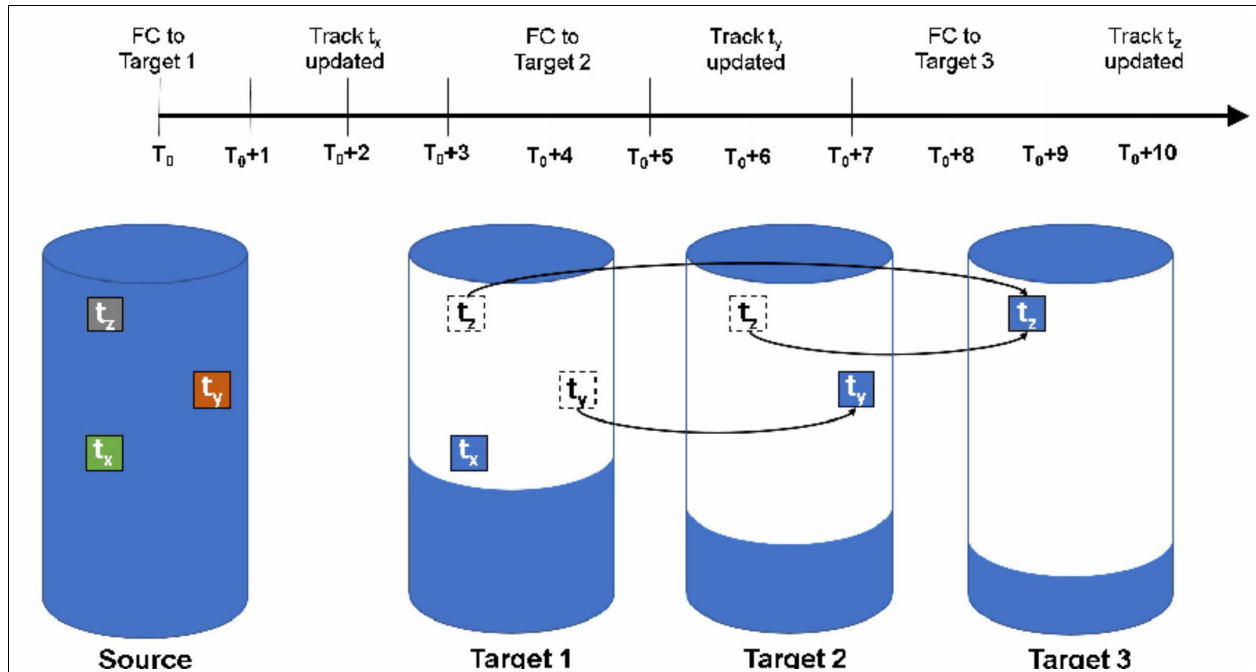 FC to
Target 1
Track tx
updated
FC to
Target 2
Track ty
updated
FC to
Target 3
Track tz
updated
T0 T0+1 T0+2 T0+3 T0+4 T0+5 T0+6 T0+7 T0+8 T0+9 T0+10
tz tz tz tz
ty ty ty
tx tx
Source Target 1 Target 2 Target 3